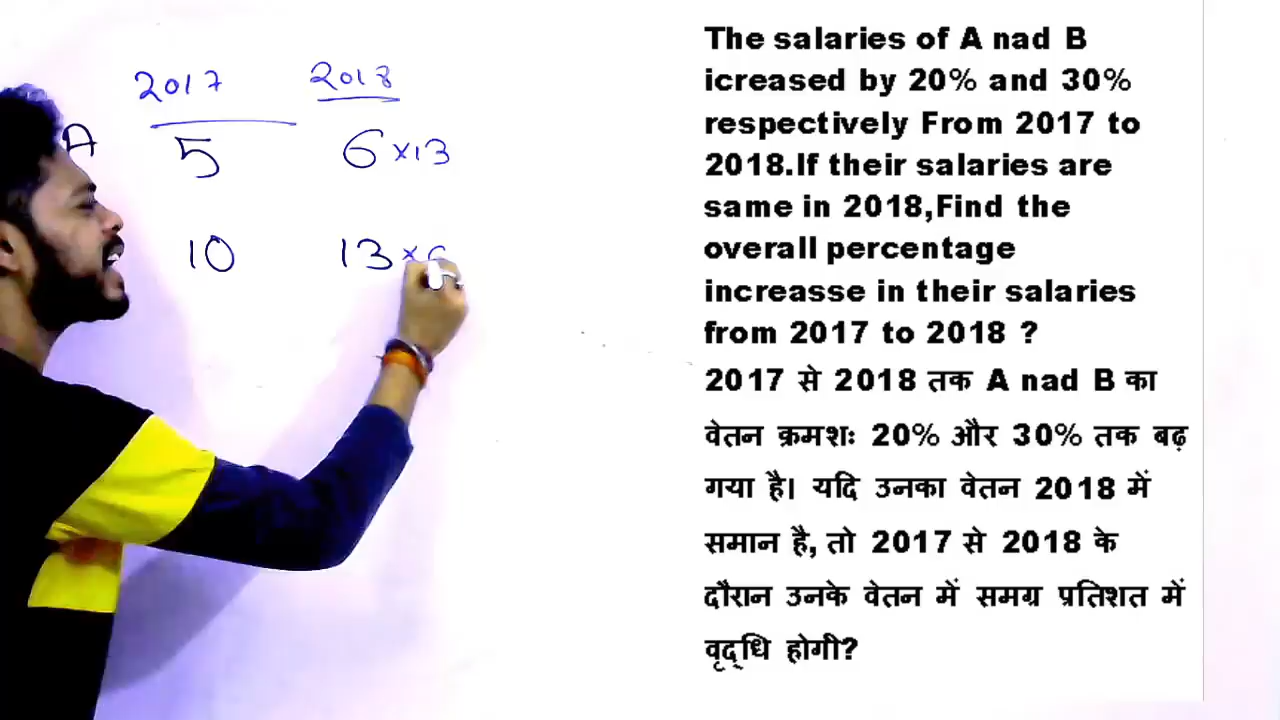 2017 2018
A 5 6 ×13
10 13 ×
The salaries of A nad B
icreased by 20% and 30%
respectively From 2017 to
2018.If their salaries are
same in 2018,Find the
overall percentage
increasse in their salaries
from 2017 to 2018 ?
2017 से 2018 तक A nad B का
वेतन क्रमशः 20% और 30% तक बढ़
गया है। यदि उनका वेतन 2018 में
समान है, तो 2017 से 2018 के
दौरान उनके वेतन में समग्र प्रतिशत में
वृद्धि होगी?